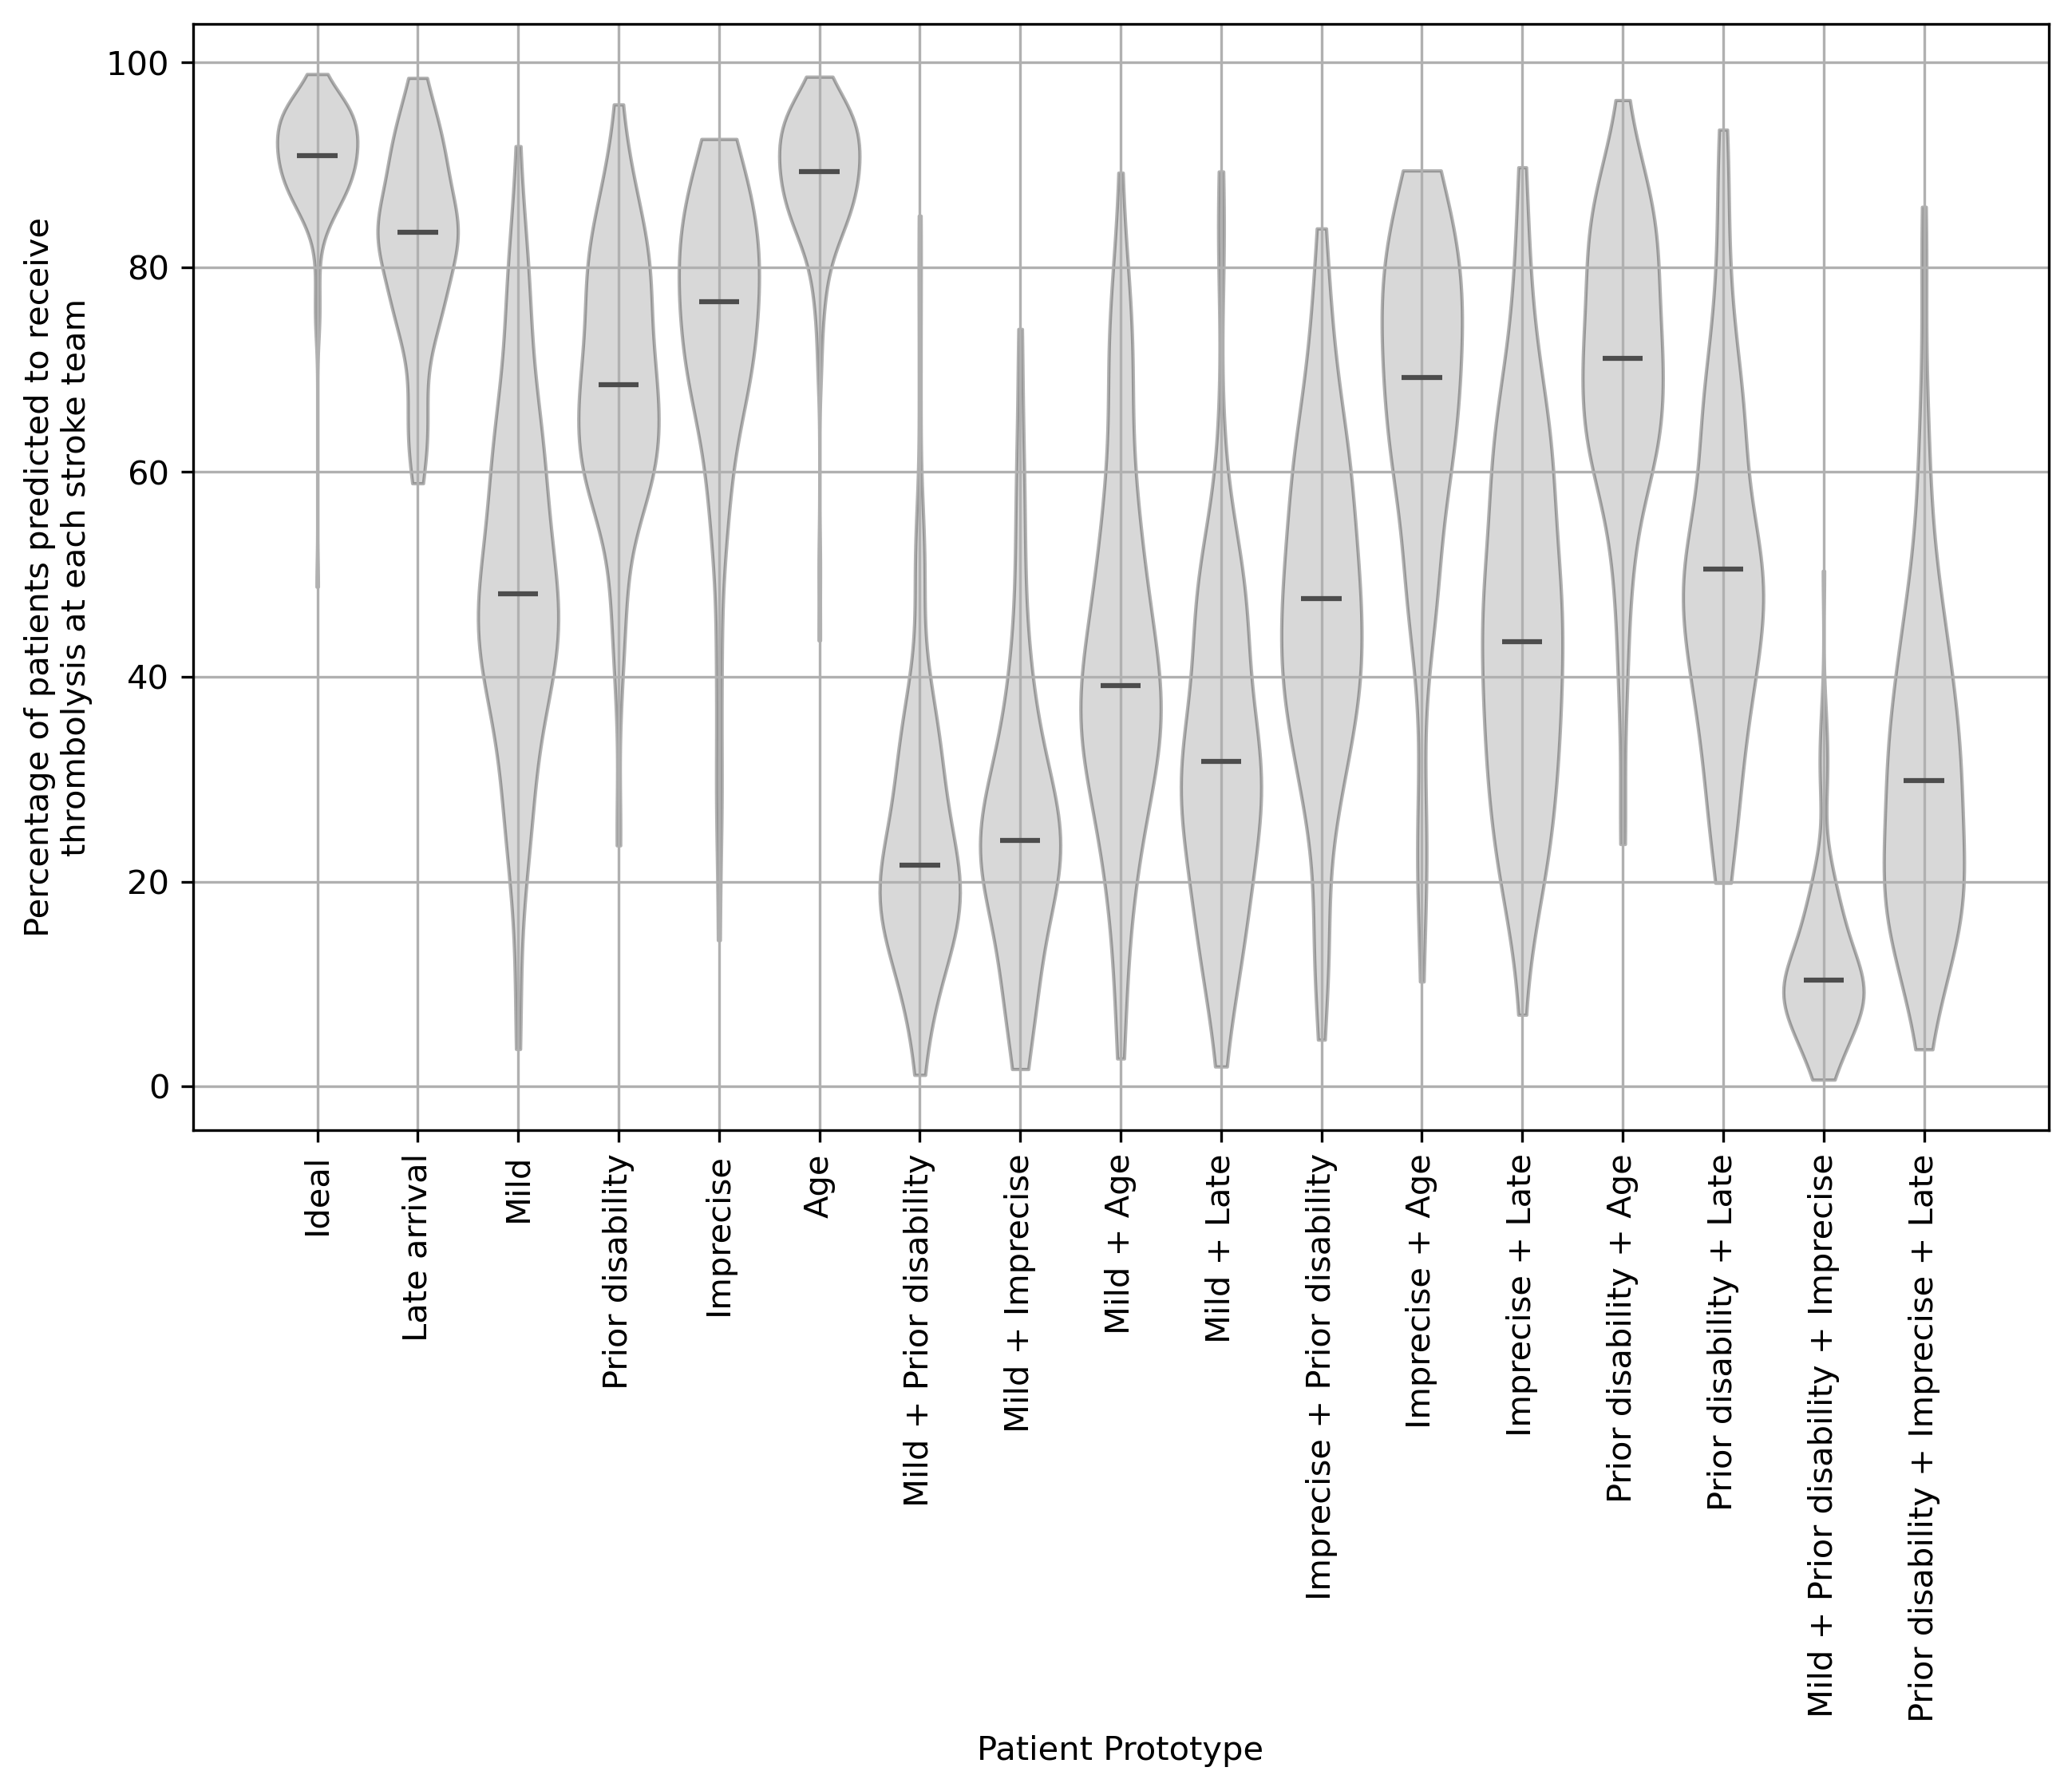 Percentage of patients predicted to receive
thrombolysis at each stroke team
100
80
60
40
20
0
Ideal
Late arrival
Mild
Prior disability
Imprecise
Age
Mild + Prior disability
Mild + Imprecise
Mild + Age
Mild + Late
Imprecise + Prior disability
Imprecise + Age
Imprecise + Late
Prior disability + Age
Prior disability + Late
Mild + Prior disability + Imprecise
Prior disability + Imprecise + Late
Patient Prototype